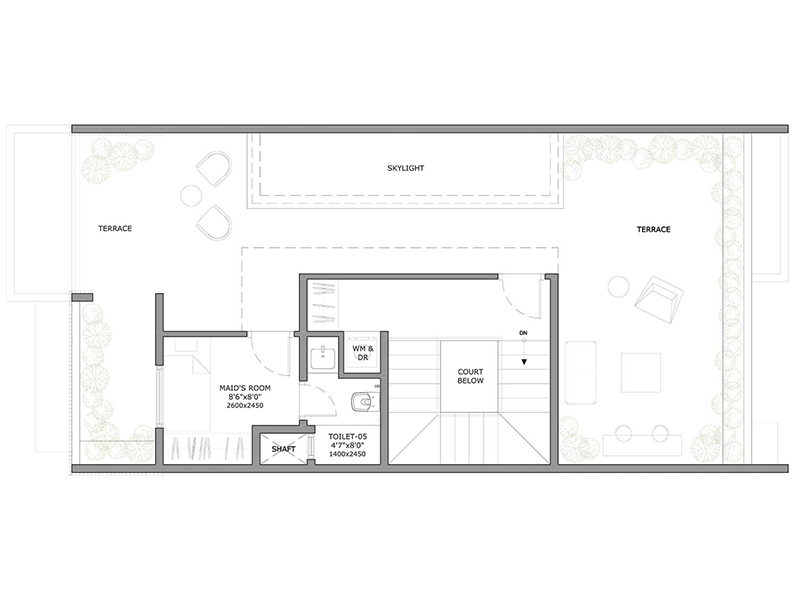 SKYLIGHT
TERRACE
TERRACE
DN
WM &
DR
COURT
BELOW
MAID'S ROOM
8'6"x8'0"
2600x2450
TOILET-05
4'7"x8'0"
1400x2450
SHAFT